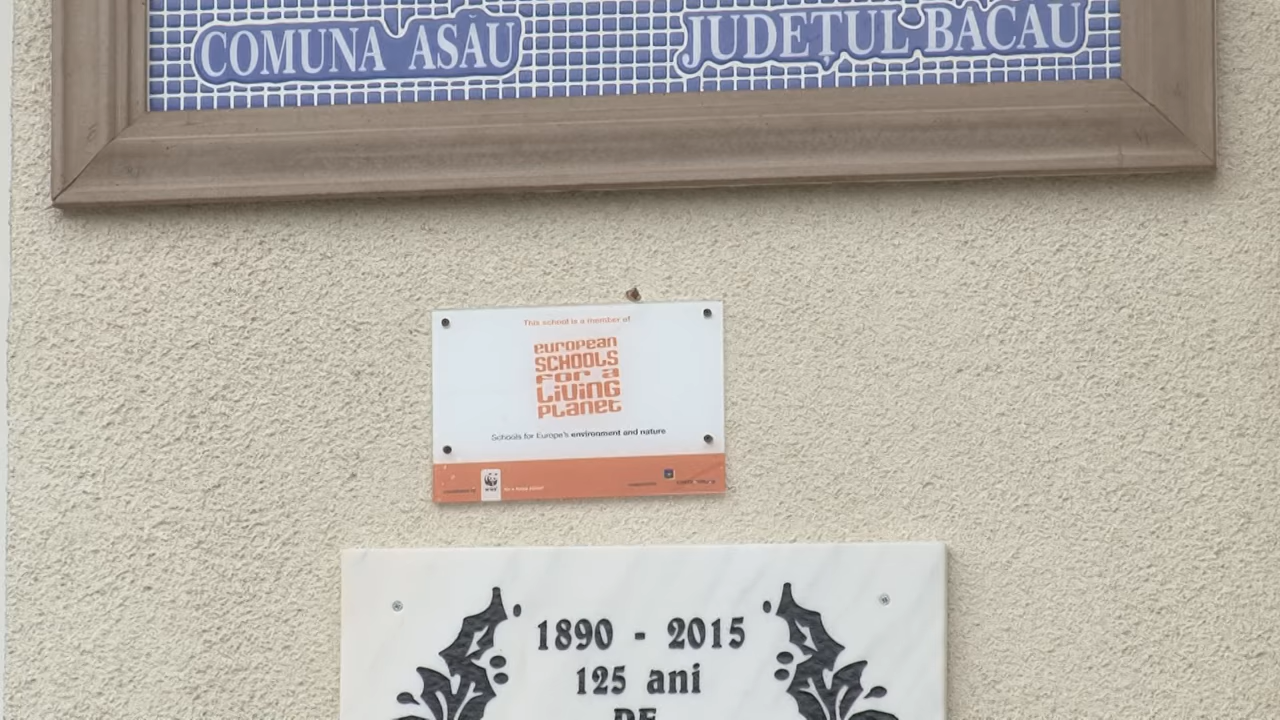 COMUNA ASĂU JUDEȚUL BACĂU
This school is a member of
european
SCHOOLS
FOR a
LiViNG
PLaNet
Schools for Europe's environment and nature
WWF
1890 - 2015
125 ani
DE